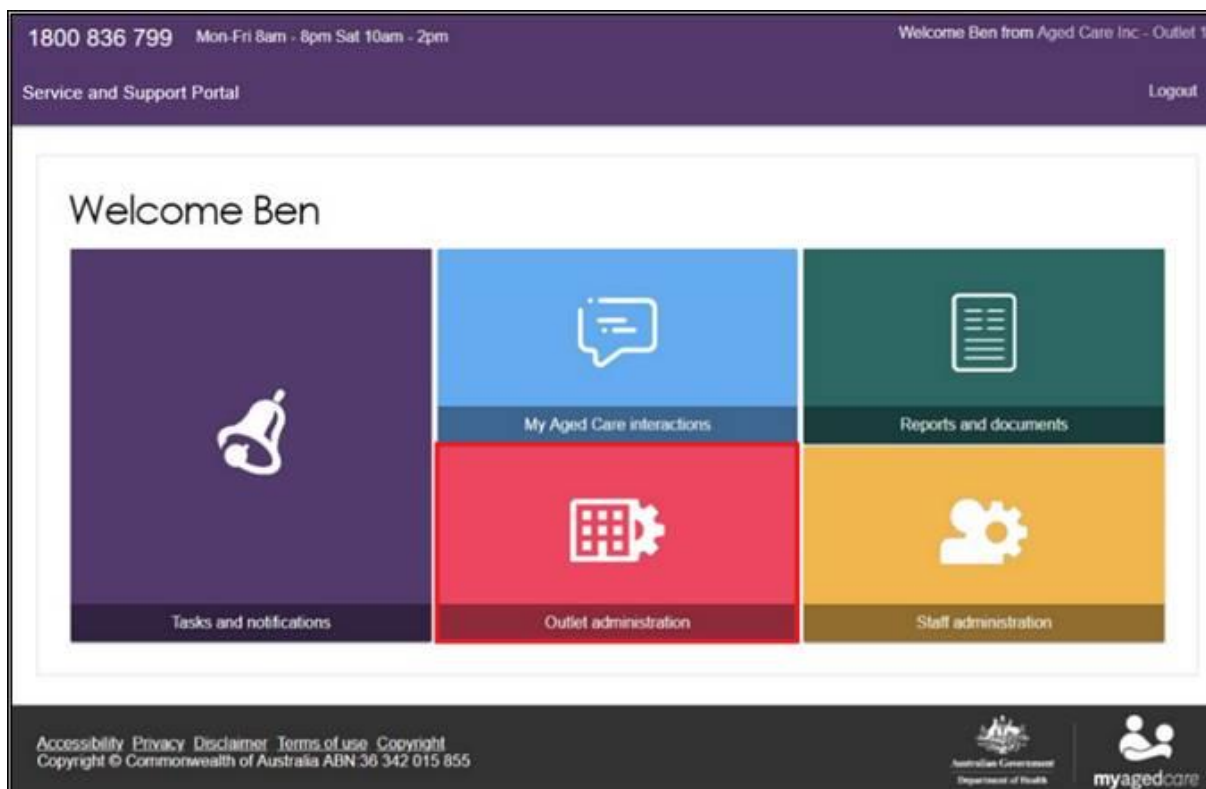 1800 836 799 Mon-Fri 8am - 8pm Sat 10am - 2pm
Welcome Ben from Aged Care Inc - Outlet 1
Service and Support Portal
Logout
Welcome Ben
My Aged Care interactions
Reports and documents
Tasks and notifications
Outlet administration
Staff administration
Accessibility Privacy Disclaimer Terms of use Copyright
Copyright © Commonwealth of Australia ABN:36 342 015 855
Australian Government
Department of Health
myagedcare